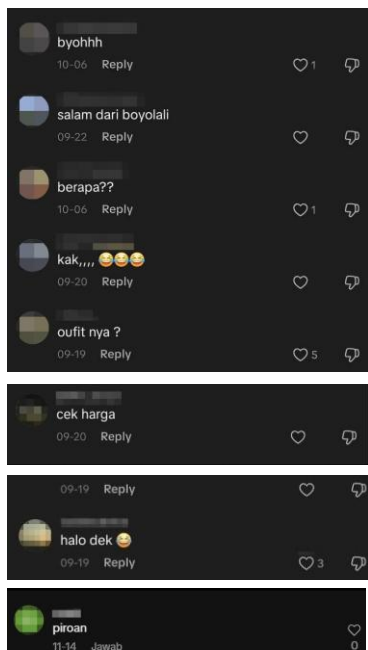 byohhh
10-06 Reply 1
salam dari boyolali
09-22 Reply
berapa??
10-06 Reply 1
kak,,,, 😂😂😂
09-20 Reply
oufit nya ?
09-19 Reply 5
cek harga
09-20 Reply
09-19 Reply
halo dek 😂
09-19 Reply 3
piroan
11-14 Jawab 0